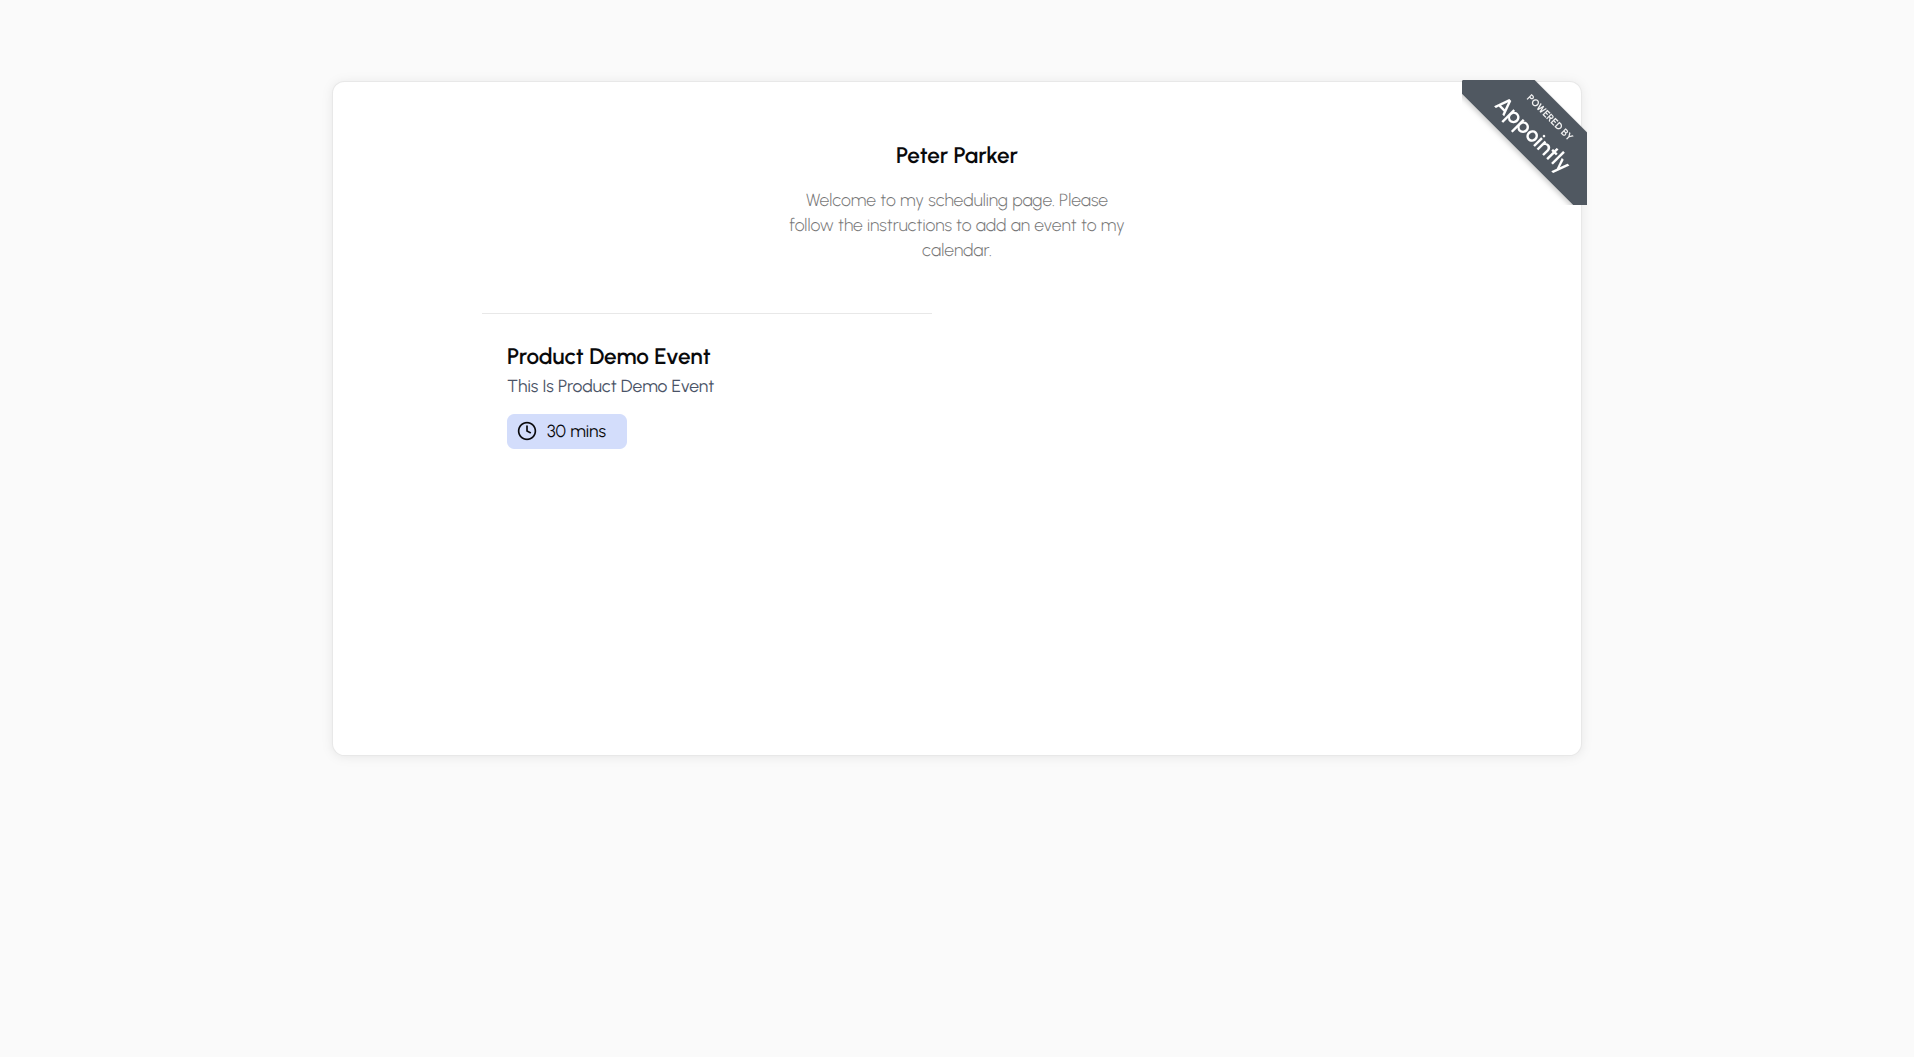 POWERED BY
Appointly
Peter Parker
Welcome to my scheduling page. Please
follow the instructions to add an event to my
calendar.
Product Demo Event
This Is Product Demo Event
30 mins